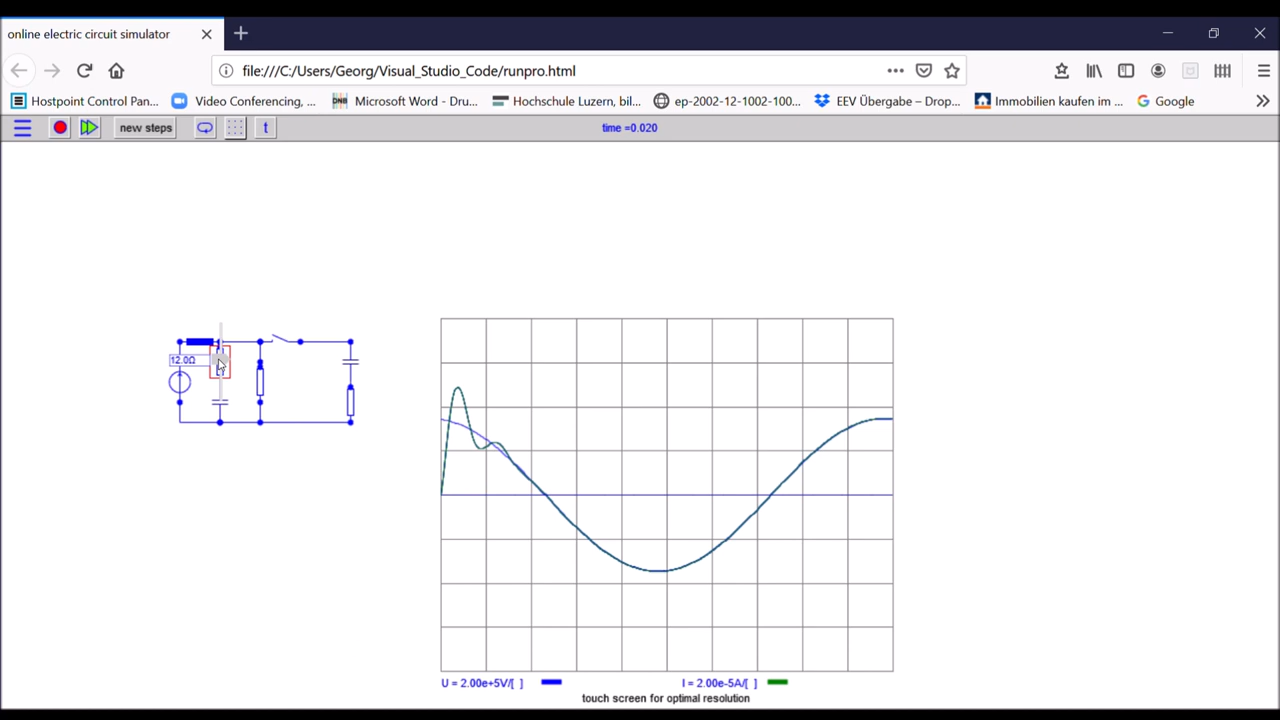 online electric circuit simulator
file:///C:/Users/Georg/Visual_Studio_Code/runpro.html
Hostpoint Control Pan... Video Conferencing, ... DNB Microsoft Word - Dru... Hochschule Luzern, bil... ep-2002-12-1002-100... EEV Übergabe – Drop... Immobilien kaufen im ... G Google
new steps t time =0.020
12.0Ω
U = 2.00e+5V/[ ] I = 2.00e-5A/[ ]
touch screen for optimal resolution